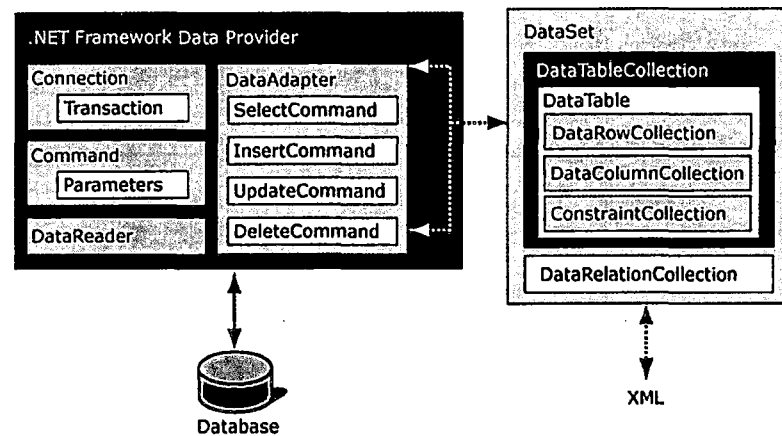 .NET Framework Data Provider
Connection
Transaction
Command
Parameters
DataReader
DataAdapter
SelectCommand
InsertCommand
UpdateCommand
DeleteCommand
Database
DataSet
DataTableCollection
DataTable
DataRowCollection
DataColumnCollection
ConstraintCollection
DataRelationCollection
XML